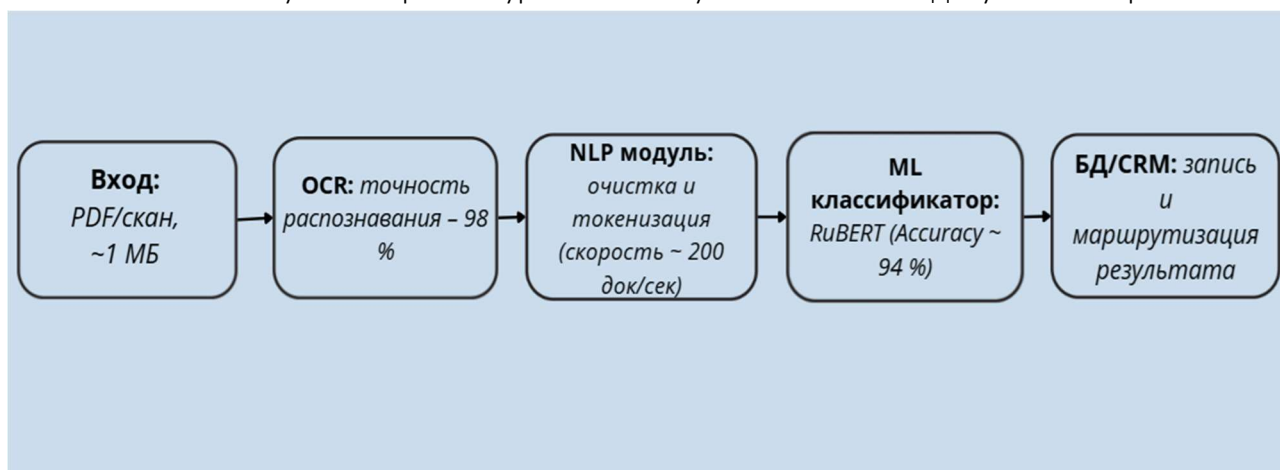 Вход:
PDF/скан,
~1 МБ
OCR: точность
распознавания – 98
%
NLP модуль:
очистка и
токенизация
(скорость ~ 200
док/сек)
ML
классификатор:
RuBERT (Accuracy ~
94 %)
БД/CRM: запись
и
маршрутизация
результата